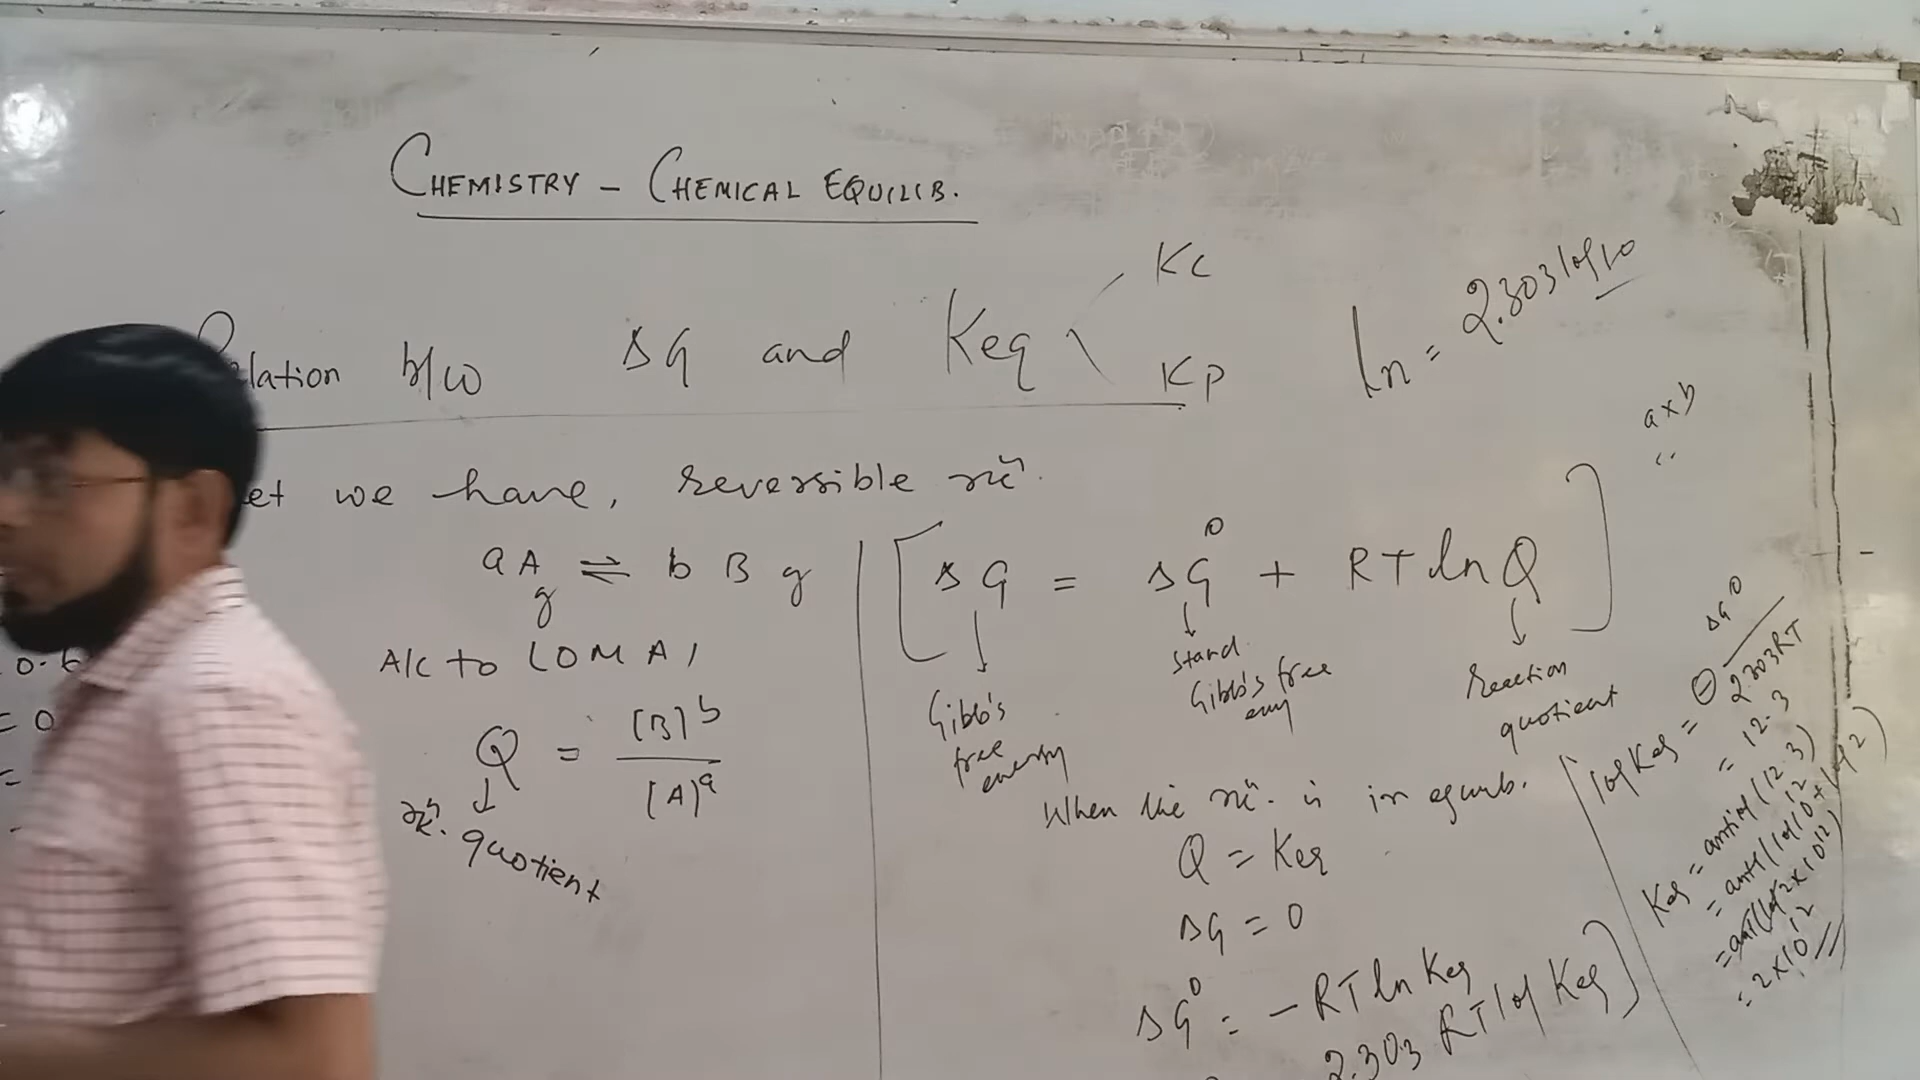 CHEMISTRY - CHEMICAL EQUILIB.
lation b/w ΔG and Keq
Kc
Kp
ln = 2.303 log10
a×b
et we have, reversible rxn.
aA g ⇌ bB g
A/c to LOMA,
Q = [B]^b / [A]^a
rxn. quotient
[ΔG = ΔG° + RT ln Q]
Gibb's free energy
Stand. Gibb's free
Reaction quotient
When the rxn. is in
Q = Keq
ΔG = 0
ΔG° = -RT ln Keq
2.303 RT log Keq]
log Keq = ⊖ ΔG° / 2.303RT
= 12.3
Keq = antilog (12.3)
= 2×10^12